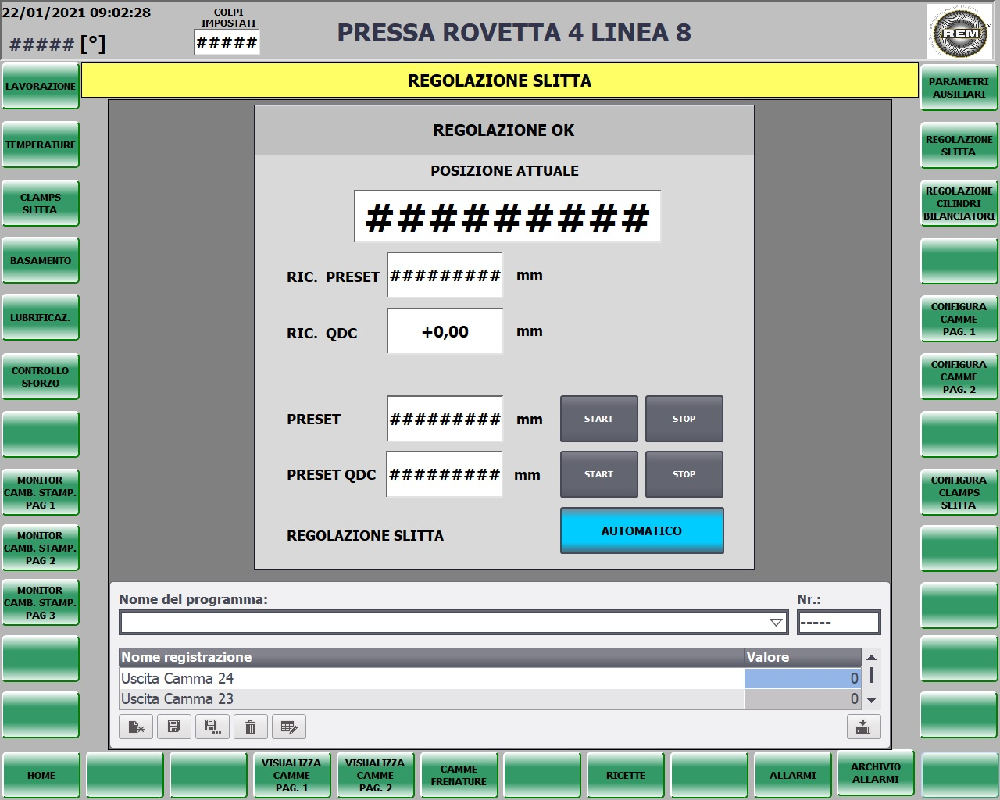 22/01/2021 09:02:28
##### [°]
COLPI
IMPOSTATI
#####
PRESSA ROVETTA 4 LINEA 8
REM
REGOLAZIONE SLITTA
LAVORAZIONE
TEMPERATURE
CLAMPS
SLITTA
BASAMENTO
LUBRIFICAZ.
CONTROLLO
SFORZO
MONITOR
CAMB. STAMP.
PAG 1
MONITOR
CAMB. STAMP.
PAG 2
MONITOR
CAMB. STAMP.
PAG 3
REGOLAZIONE OK
POSIZIONE ATTUALE
#########
RIC. PRESET ######### mm
RIC. QDC +0,00 mm
PRESET ######### mm START STOP
PRESET QDC ######### mm START STOP
REGOLAZIONE SLITTA AUTOMATICO
Nome del programma: Nr.:
-----
Nome registrazione Valore
Uscita Camma 24 0
Uscita Camma 23 0
PARAMETRI
AUSILIARI
REGOLAZIONE
SLITTA
REGOLAZIONE
CILINDRI
BILANCIATORI
CONFIGURA
CAMME
PAG. 1
CONFIGURA
CAMME
PAG. 2
CONFIGURA
CLAMPS
SLITTA
HOME
VISUALIZZA
CAMME
PAG. 1
VISUALIZZA
CAMME
PAG. 2
CAMME
FRENATURE
RICETTE
ALLARMI
ARCHIVIO
ALLARMI